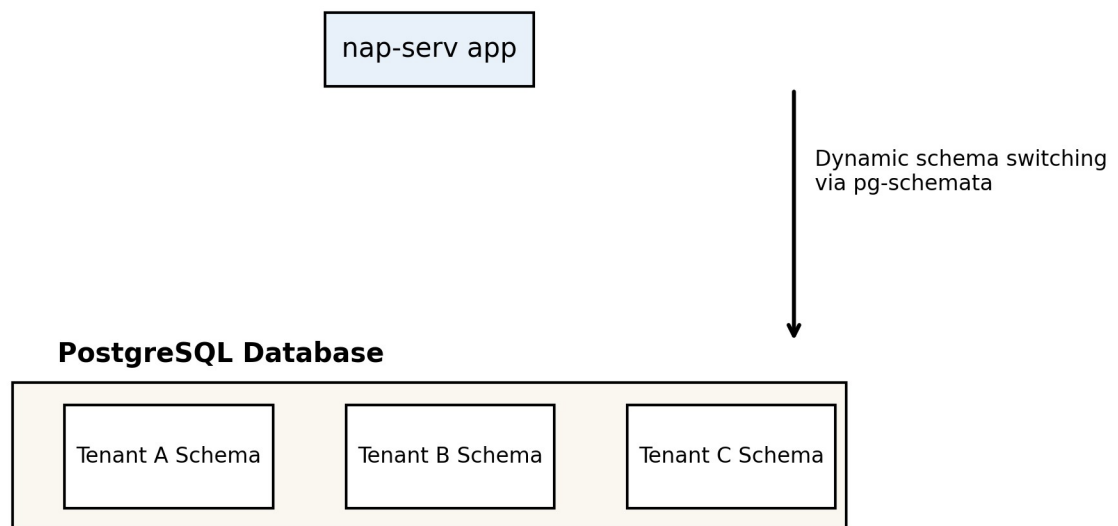 nap-serv app
Dynamic schema switching
via pg-schemata
PostgreSQL Database
Tenant A Schema
Tenant B Schema
Tenant C Schema